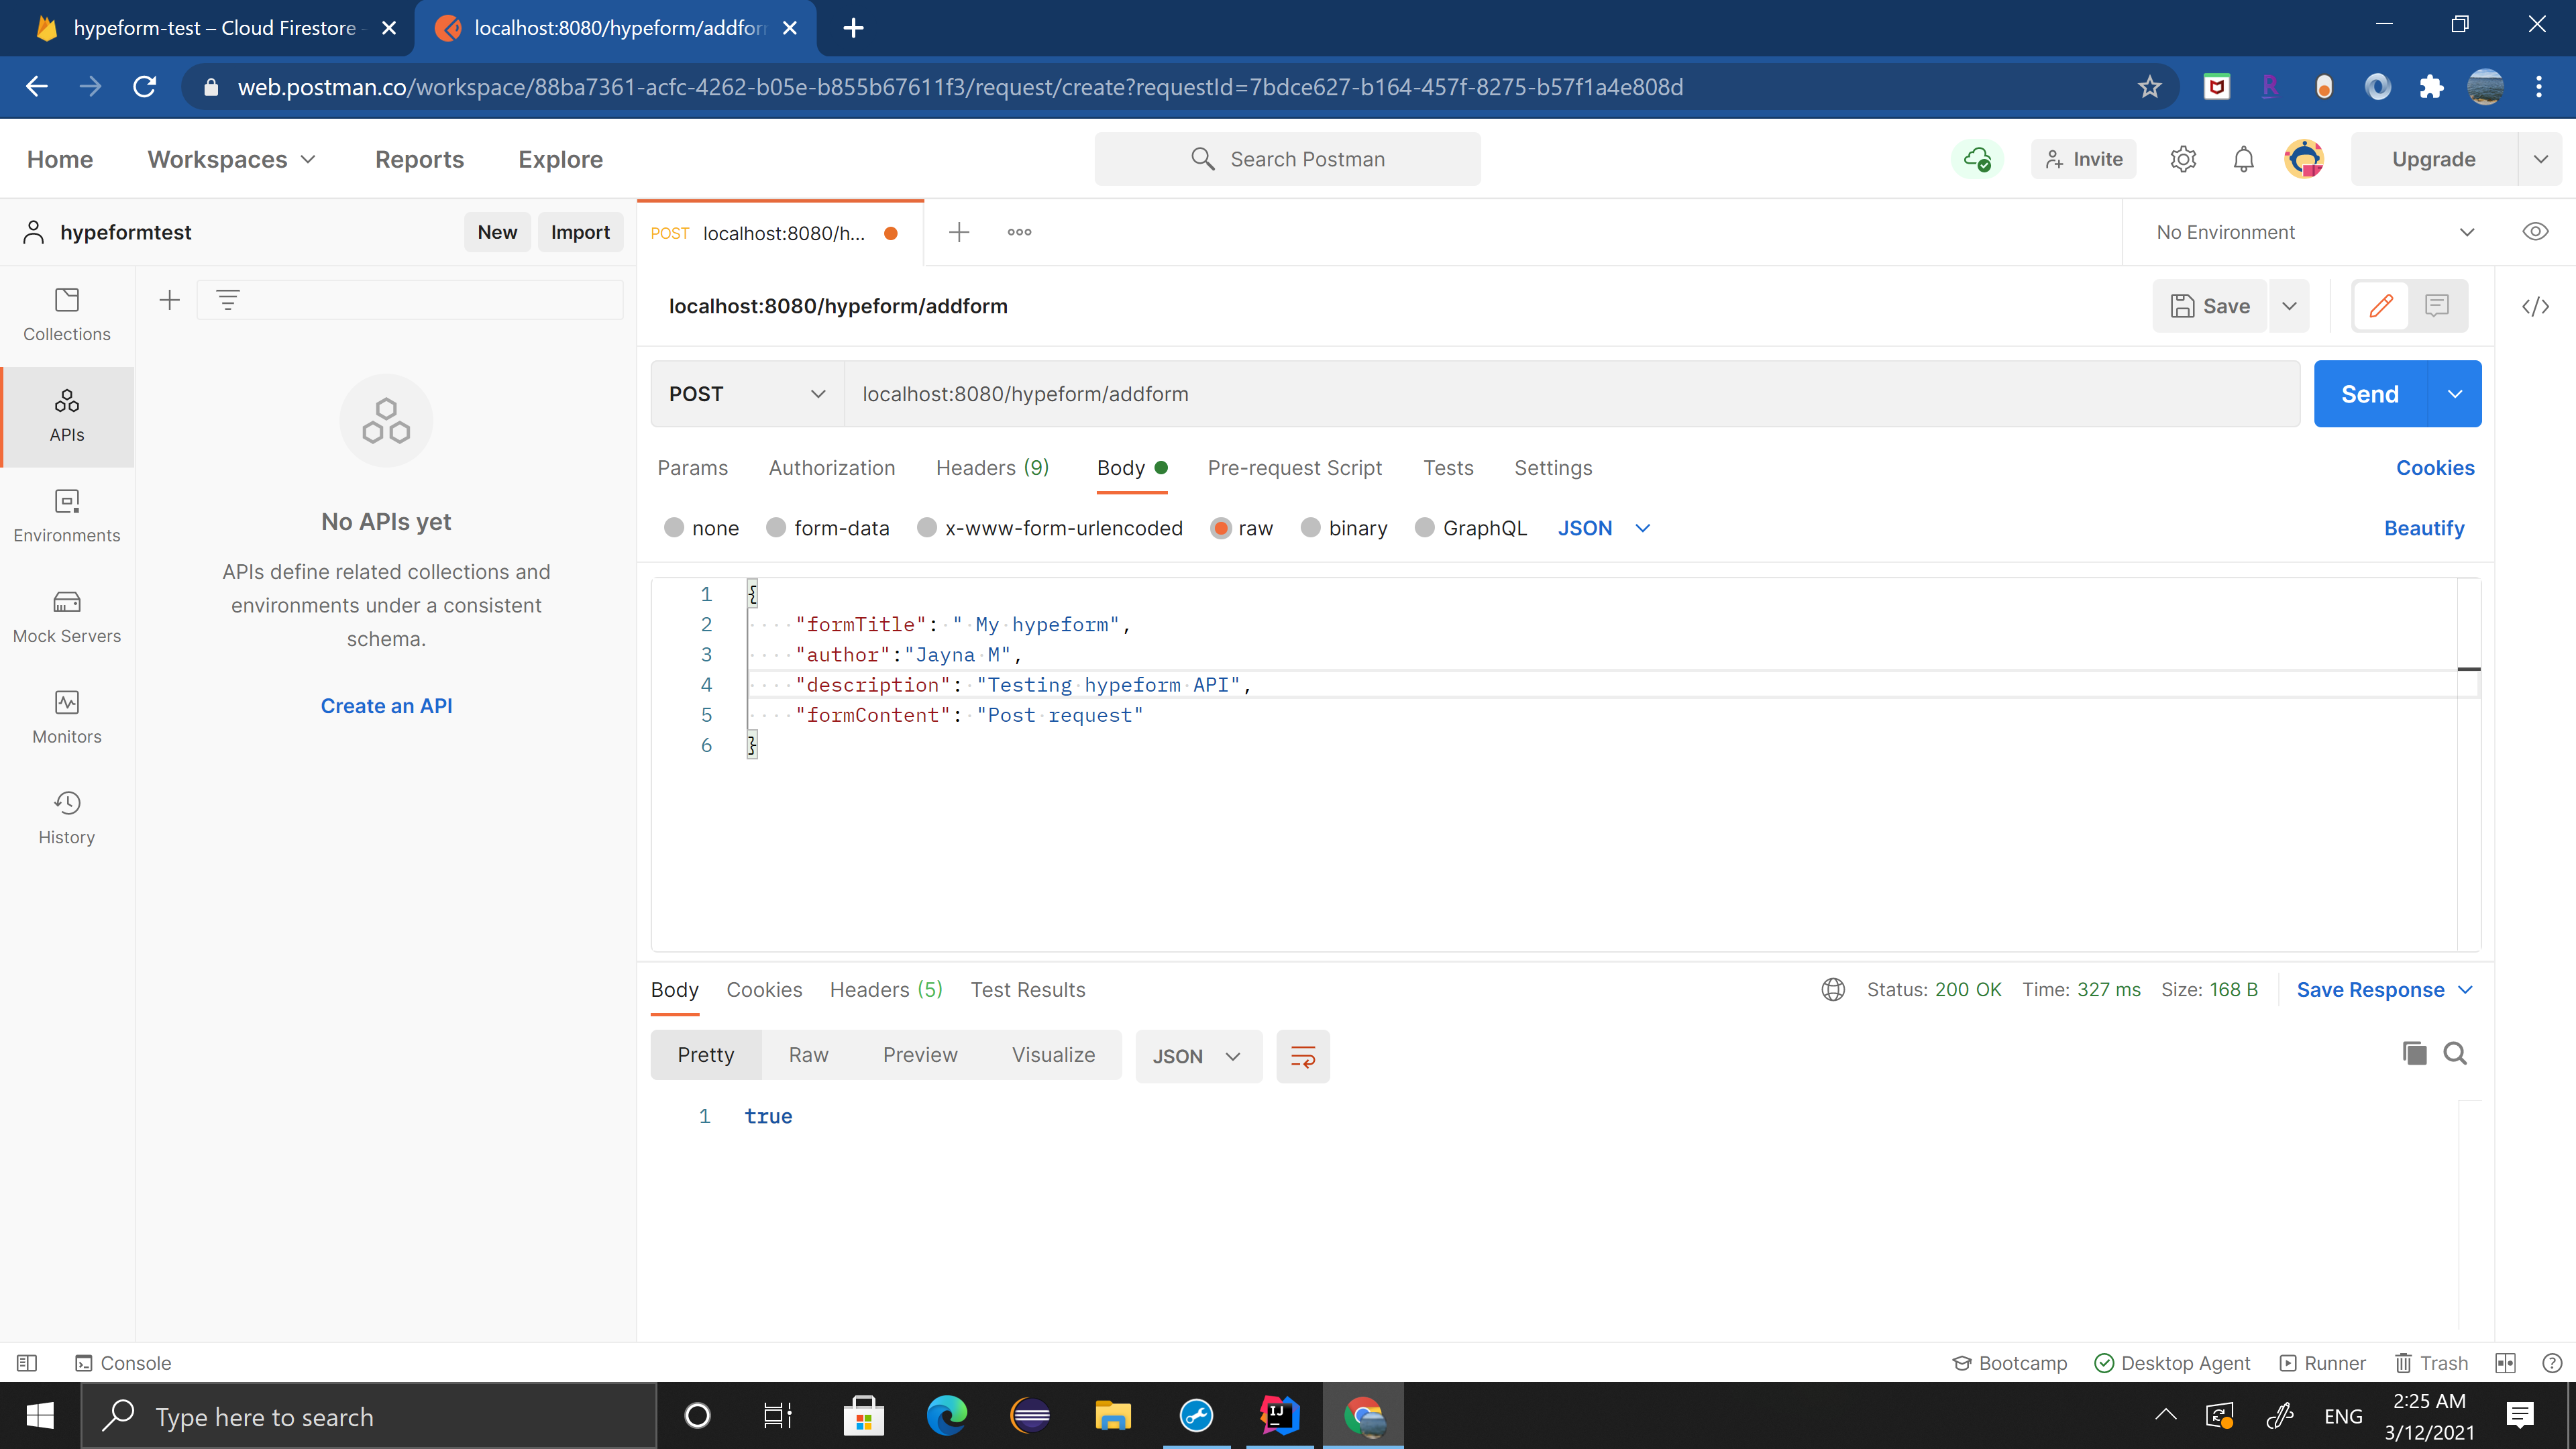 hypeform-test – Cloud Firestore -
localhost:8080/hypeform/addfor
web.postman.co/workspace/88ba7361-acfc-4262-b05e-b855b67611f3/request/create?requestId=7bdce627-b164-457f-8275-b57f1a4e808d
Home Workspaces Reports Explore
Search Postman
Invite
Upgrade
hypeformtest
New
Import
POST localhost:8080/h...
No Environment
Collections
APIs
Environments
Mock Servers
Monitors
History
No APIs yet
APIs define related collections and
environments under a consistent
schema.
Create an API
localhost:8080/hypeform/addform
Save
POST
localhost:8080/hypeform/addform
Send
Params Authorization Headers (9) Body Pre-request Script Tests Settings
Cookies
none form-data x-www-form-urlencoded raw binary GraphQL JSON
Beautify
1 {
2 "formTitle": " My hypeform",
3 "author":"Jayna M",
4 "description": "Testing hypeform API",
5 "formContent": "Post request"
6 }
Body Cookies Headers (5) Test Results
Status: 200 OK Time: 327 ms Size: 168 B
Save Response
Pretty Raw Preview Visualize JSON
1 true
Console
Bootcamp Desktop Agent Runner Trash
Type here to search
IJ
ENG
2:25 AM
3/12/2021